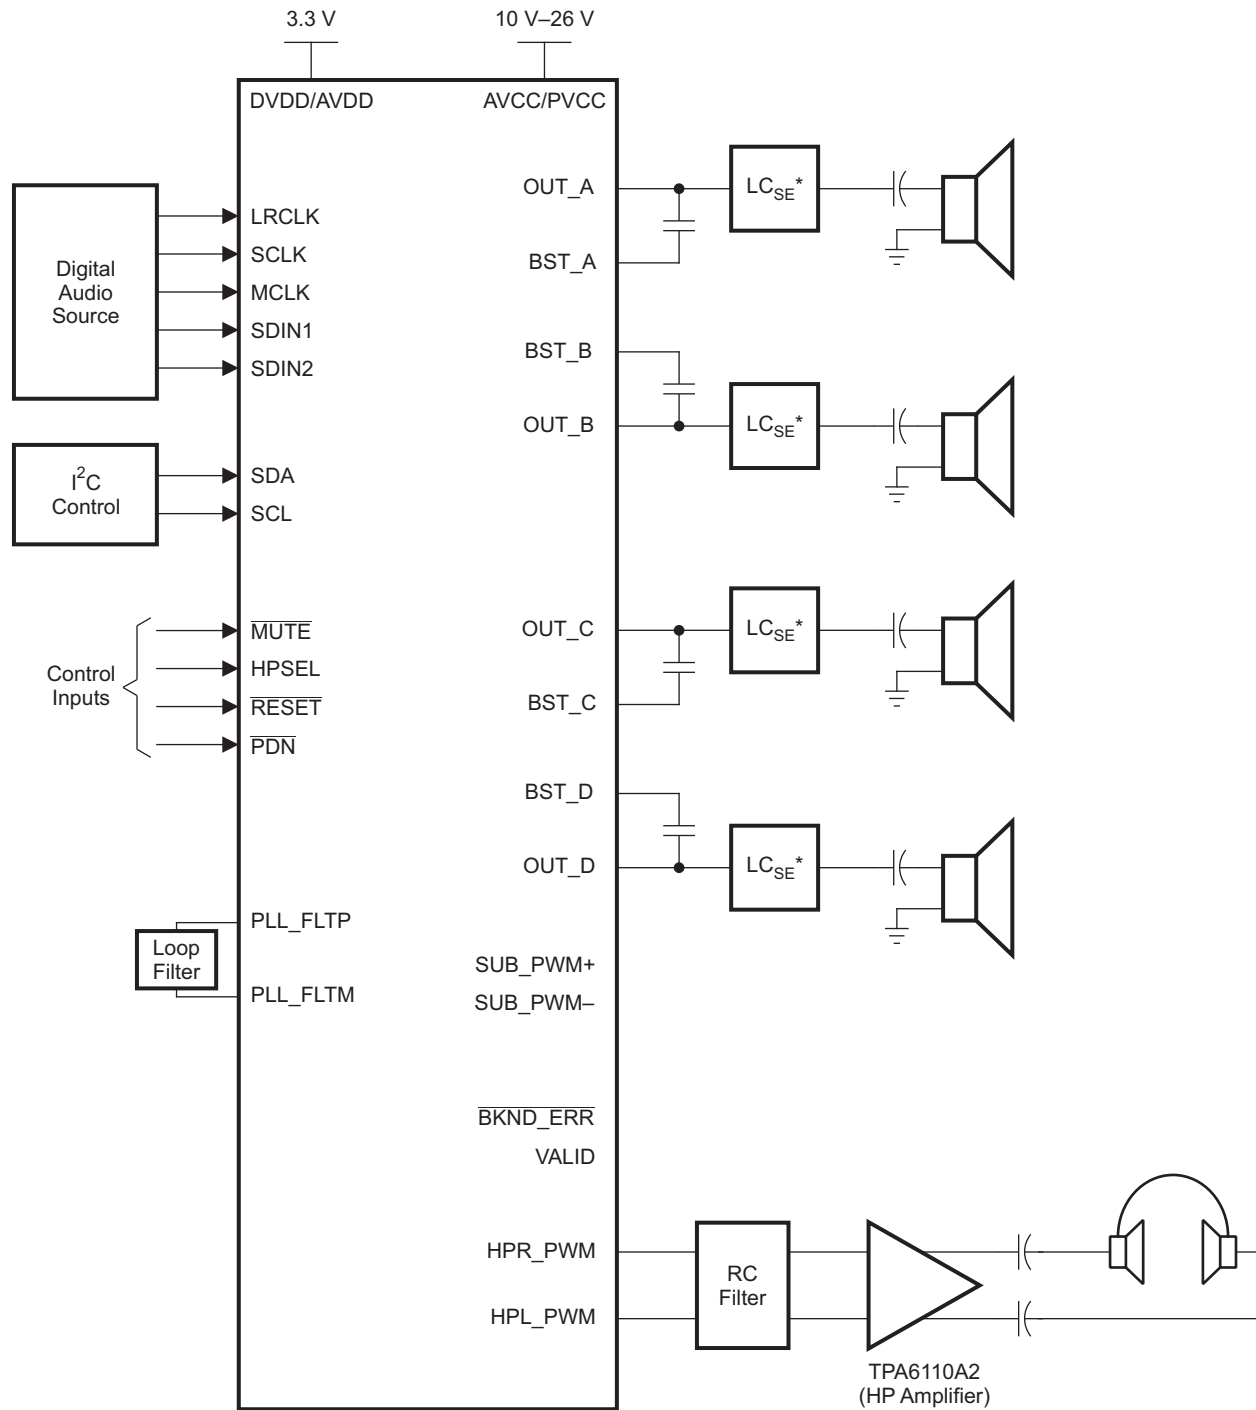 3.3 V
10 V–26 V
DVDD/AVDD
AVCC/PVCC
Digital
Audio
Source
LRCLK
SCLK
MCLK
SDIN1
SDIN2
I²C
Control
SDA
SCL
Control
Inputs
MUTE
HPSEL
RESET
PDN
Loop
Filter
PLL_FLTP
PLL_FLTM
OUT_A
BST_A
BST_B
OUT_B
OUT_C
BST_C
BST_D
OUT_D
LCSE*
LCSE*
LCSE*
LCSE*
SUB_PWM+
SUB_PWM–
BKND_ERR
VALID
HPR_PWM
HPL_PWM
RC
Filter
TPA6110A2
(HP Amplifier)